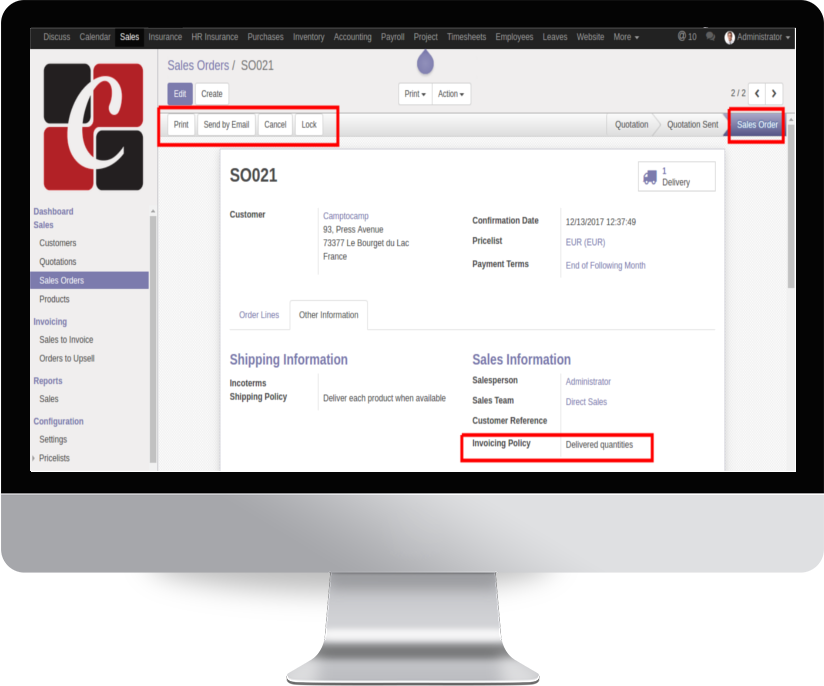 Discuss Calendar Sales Insurance HR Insurance Purchases Inventory Accounting Payroll Project Timesheets Employees Leaves Website More @ 10 Administrator
Sales Orders / SO021
Edit Create Print Action 2 / 2
Print Send by Email Cancel Lock Quotation Quotation Sent Sales Order
C
SO021
1
Delivery
Customer
Camptocamp
93, Press Avenue
73377 Le Bourget du Lac
France
Confirmation Date 12/13/2017 12:37:49
Pricelist EUR (EUR)
Payment Terms End of Following Month
Dashboard
Sales
Customers
Quotations
Sales Orders
Products
Invoicing
Sales to Invoice
Orders to Upsell
Reports
Sales
Configuration
Settings
Pricelists
Order Lines Other Information
Shipping Information
Incoterms
Shipping Policy Deliver each product when available
Sales Information
Salesperson Administrator
Sales Team Direct Sales
Customer Reference
Invoicing Policy Delivered quantities